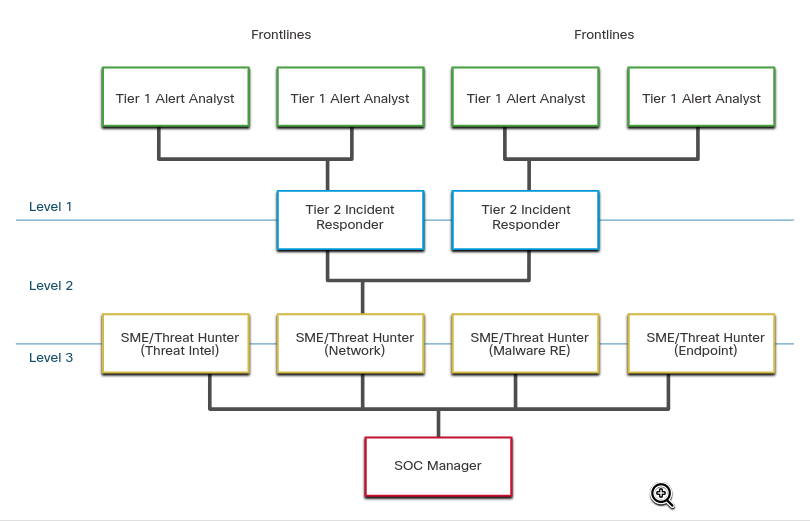 Frontlines
Frontlines
Tier 1 Alert Analyst
Tier 1 Alert Analyst
Tier 1 Alert Analyst
Tier 1 Alert Analyst
Level 1
Tier 2 Incident
Responder
Tier 2 Incident
Responder
Level 2
SME/Threat Hunter
(Threat Intel)
SME/Threat Hunter
(Network)
SME/Threat Hunter
(Malware RE)
SME/Threat Hunter
(Endpoint)
Level 3
SOC Manager